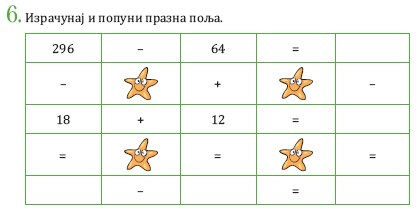 6. Израчунај и попуни празна поља.
296 – 64 =
– + –
18 + 12 =
= = =
– =